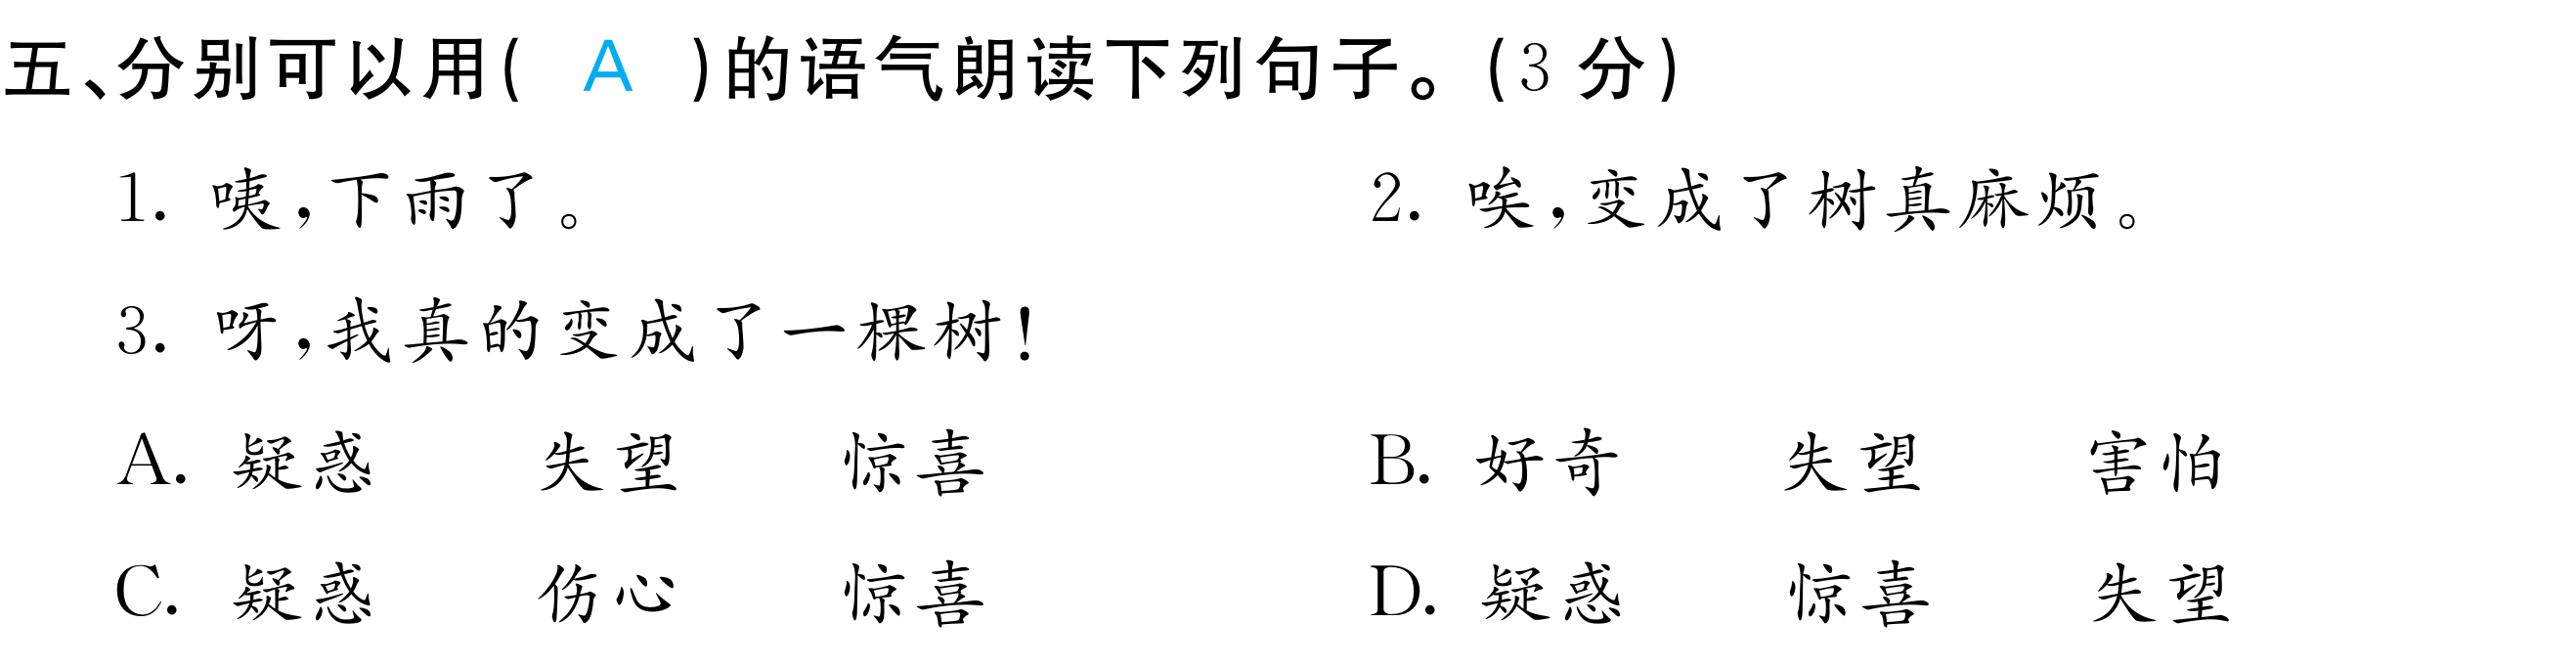 五、分别可以用( A )的语气朗读下列句子。(3 分)
1. 咦,下雨了。 2. 唉,变成了树真麻烦。
3. 呀,我真的变成了一棵树!
A. 疑惑 失望 惊喜 B. 好奇 失望 害怕
C. 疑惑 伤心 惊喜 D. 疑惑 惊喜 失望